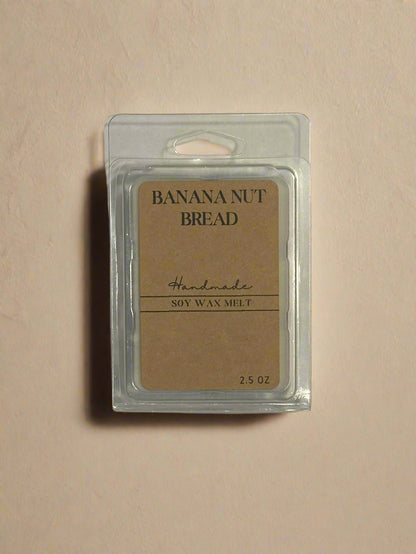 BANANA NUT
BREAD
Handmade
SOY WAX MELT
2.5 OZ